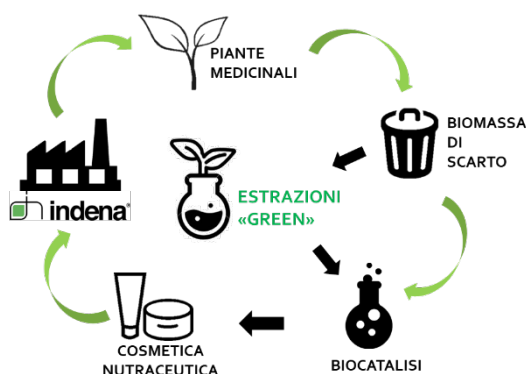 PIANTE
MEDICINALI
BIOMASSA
DI
SCARTO
indena®
ESTRAZIONI
«GREEN»
COSMETICA
NUTRACEUTICA
BIOCATALISI